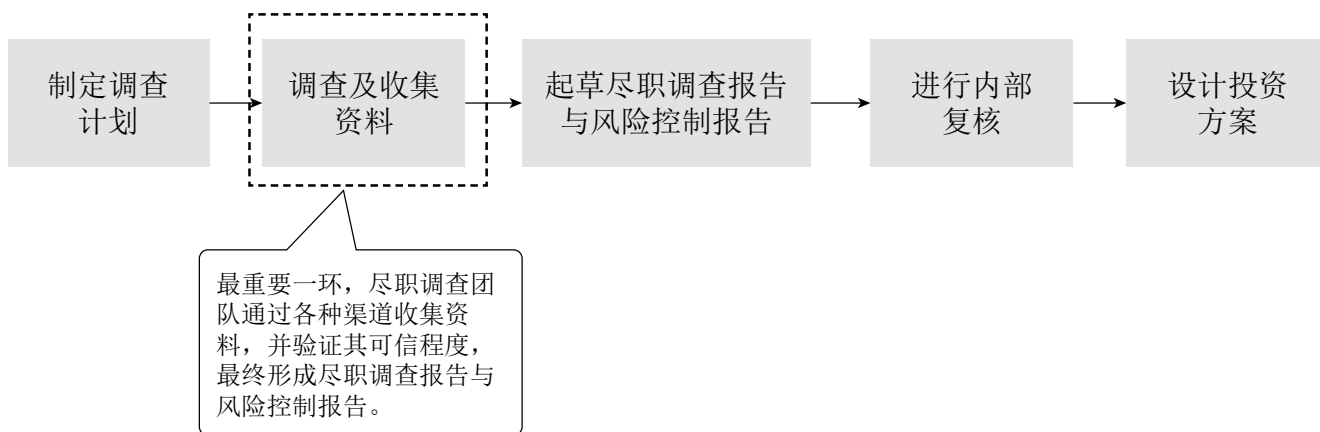 制定调查
计划
调查及收集
资料
起草尽职调查报告
与风险控制报告
进行内部
复核
设计投资
方案
最重要一环，尽职调查团
队通过各种渠道收集资
料，并验证其可信程度，
最终形成尽职调查报告与
风险控制报告。